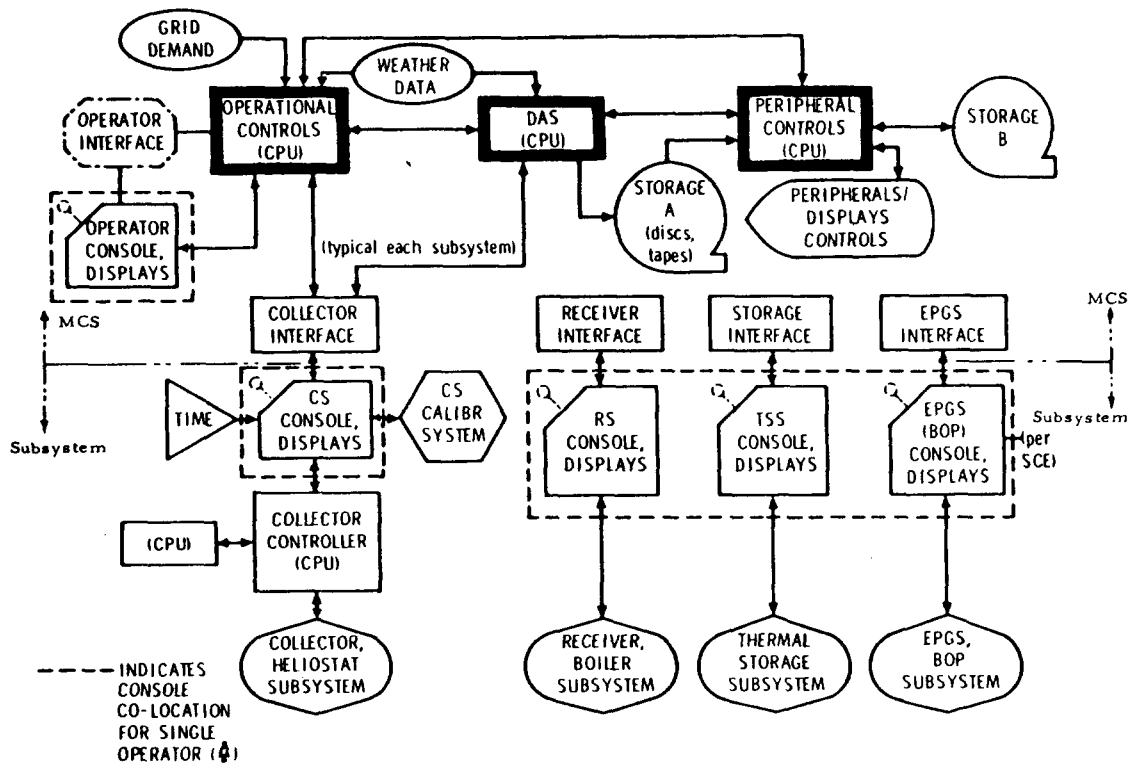 GRID
DEMAND
WEATHER
DATA
OPERATOR
INTERFACE
OPERATIONAL
CONTROLS
(CPU)
DAS
(CPU)
PERIPHERAL
CONTROLS
(CPU)
STORAGE
B
OPERATOR
CONSOLE,
DISPLAYS
(typical each subsystem)
STORAGE
A
(discs,
tapes)
PERIPHERALS/
DISPLAYS
CONTROLS
MCS
COLLECTOR
INTERFACE
RECEIVER
INTERFACE
STORAGE
INTERFACE
EPGS
INTERFACE
MCS
Subsystem
TIME
CS
CONSOLE,
DISPLAYS
CS
CALIBR
SYSTEM
RS
CONSOLE,
DISPLAYS
TSS
CONSOLE,
DISPLAYS
EPGS
(BOP)
CONSOLE,
DISPLAYS
(per
SCE)
Subsystem
(CPU)
COLLECTOR
CONTROLLER
(CPU)
COLLECTOR,
HELIOSTAT
SUBSYSTEM
RECEIVER,
BOILER
SUBSYSTEM
THERMAL
STORAGE
SUBSYSTEM
EPGS,
BOP
SUBSYSTEM
INDICATES
CONSOLE
CO-LOCATION
FOR SINGLE
OPERATOR